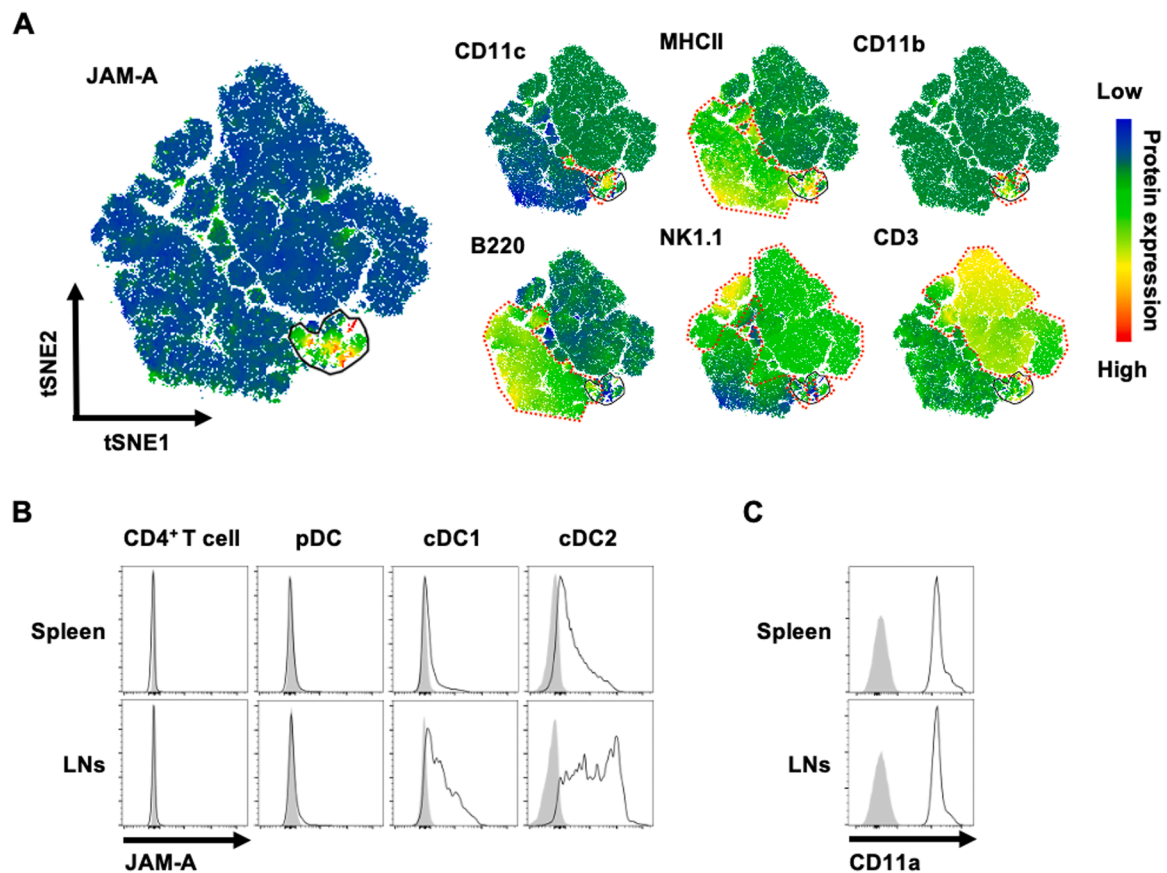 A
JAM-A
CD11c
MHCII
CD11b
B220
NK1.1
CD3
Low
Protein expression
High
tSNE2
tSNE1
B
CD4⁺ T cell
pDC
cDC1
cDC2
Spleen
LNs
JAM-A
C
Spleen
LNs
CD11a